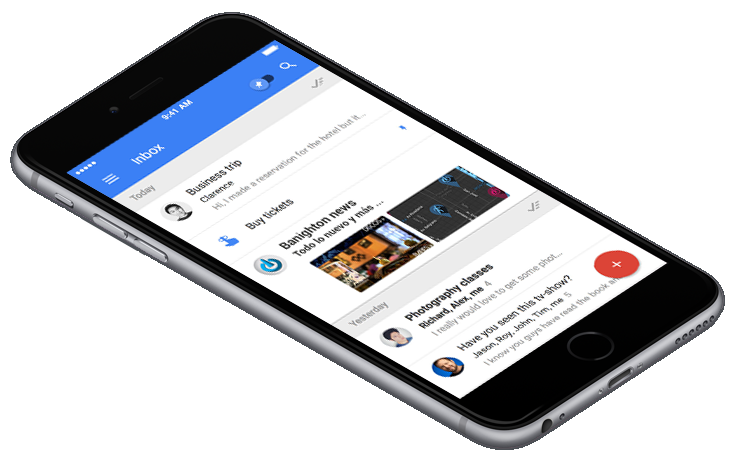 9:41 AM
Inbox
Today
Business trip
Clarence
Hi, I made a reservation for the hotel but it...
Buy tickets
Banighton news
Todo lo nuevo y más ...
Yesterday
Photography classes
Richard, Alex, me 4
I really would love to get some phot...
Have you seen this tv-show?
Jason, Roy, John, Tim, me 5
I know you guys have read the book an